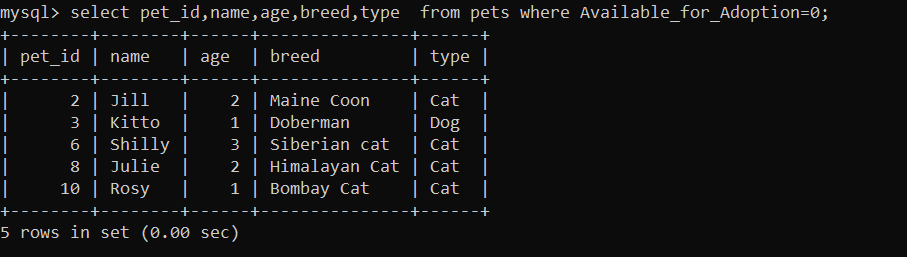 mysql> select pet_id,name,age,breed,type  from pets where Available_for_Adoption=0;
+--------+--------+------+---------------+------+
| pet_id | name   | age  | breed         | type |
+--------+--------+------+---------------+------+
|      2 | Jill   |    2 | Maine Coon    | Cat  |
|      3 | Kitto  |    1 | Doberman      | Dog  |
|      6 | Shilly |    3 | Siberian cat  | Cat  |
|      8 | Julie  |    2 | Himalayan Cat | Cat  |
|     10 | Rosy   |    1 | Bombay Cat    | Cat  |
+--------+--------+------+---------------+------+
5 rows in set (0.00 sec)